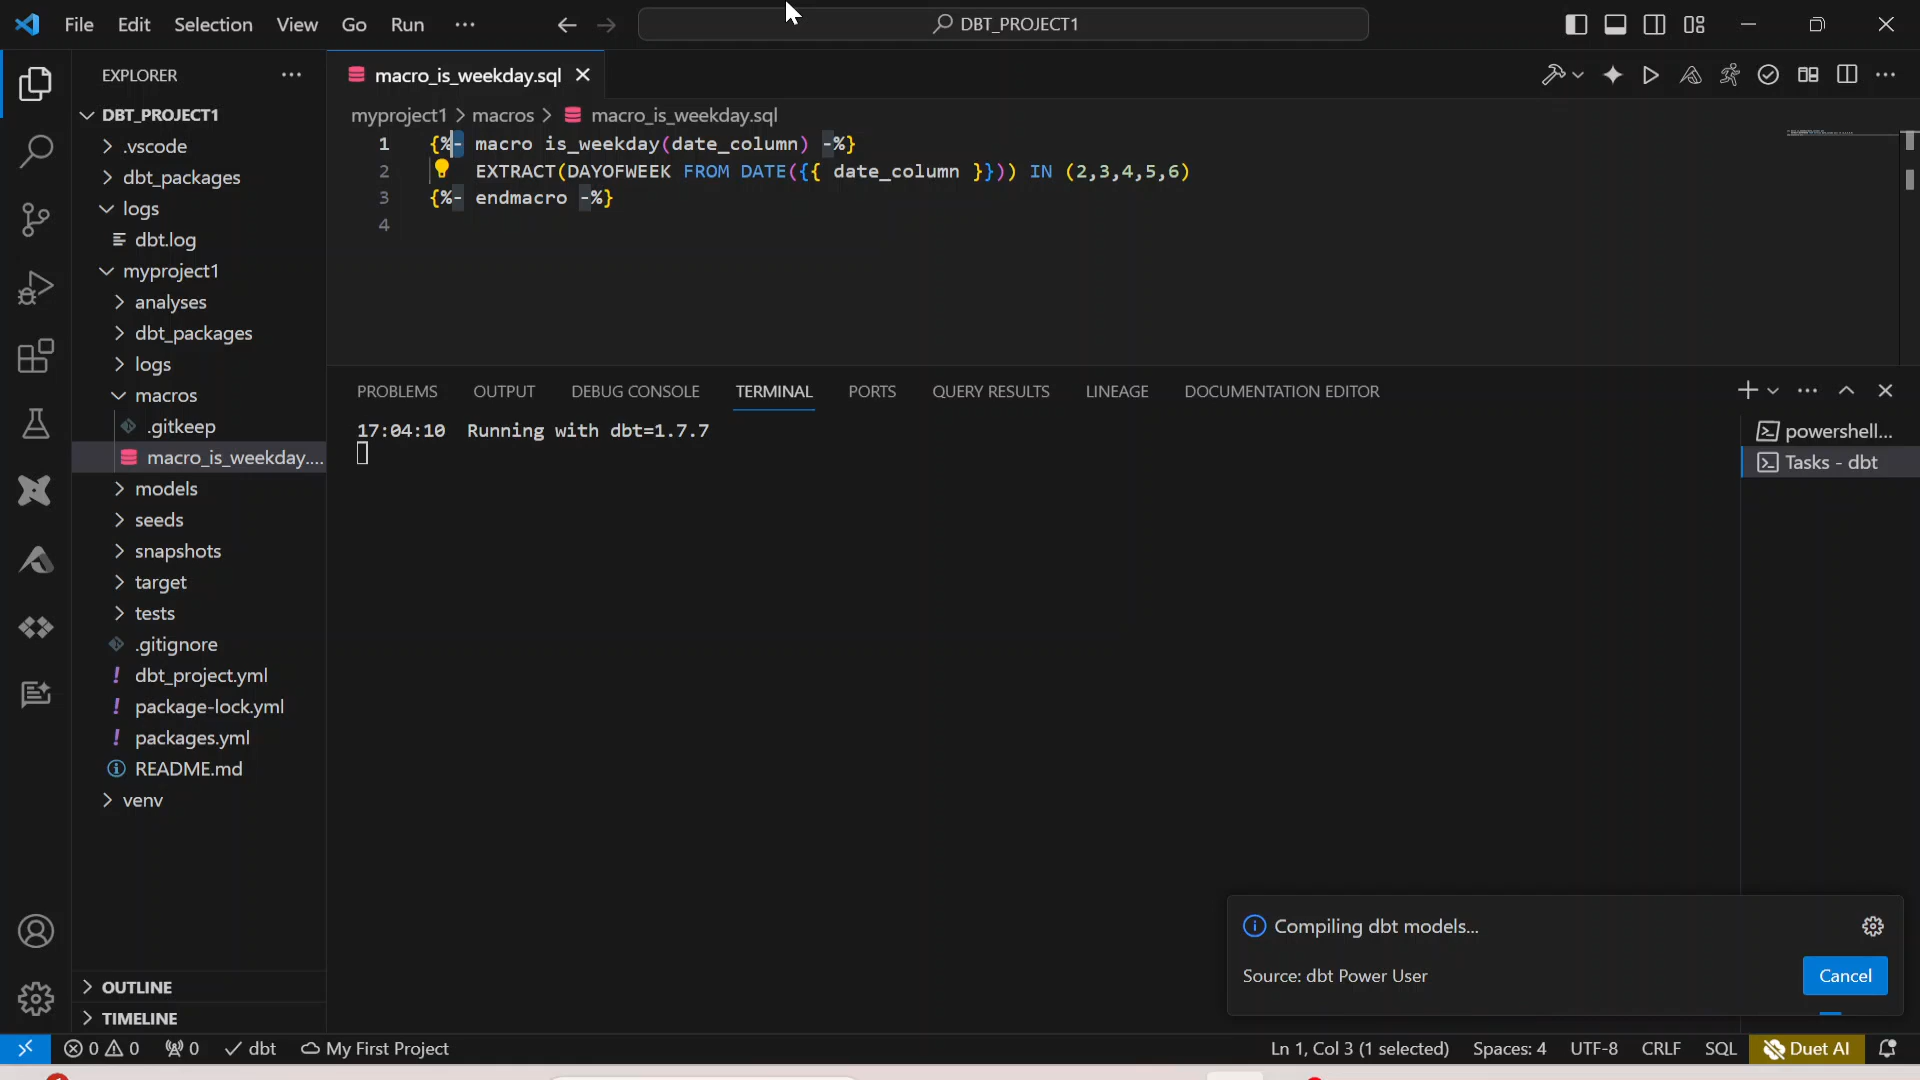 File Edit Selection View Go Run ···
DBT_PROJECT1
EXPLORER
DBT_PROJECT1
.vscode
dbt_packages
logs
dbt.log
myproject1
analyses
dbt_packages
logs
macros
.gitkeep
macro_is_weekday....
models
seeds
snapshots
target
tests
.gitignore
dbt_project.yml
package-lock.yml
packages.yml
README.md
venv
OUTLINE
TIMELINE
macro_is_weekday.sql
myproject1 > macros > macro_is_weekday.sql
1 {%- macro is_weekday(date_column) -%}
2 EXTRACT(DAYOFWEEK FROM DATE({{ date_column }})) IN (2,3,4,5,6)
3 {%- endmacro -%}
4
PROBLEMS OUTPUT DEBUG CONSOLE TERMINAL PORTS QUERY RESULTS LINEAGE DOCUMENTATION EDITOR
17:04:10 Running with dbt=1.7.7
powershell...
Tasks - dbt
Compiling dbt models...
Source: dbt Power User
Cancel
0 0 0 dbt My First Project
Ln 1, Col 3 (1 selected) Spaces: 4 UTF-8 CRLF SQL Duet AI